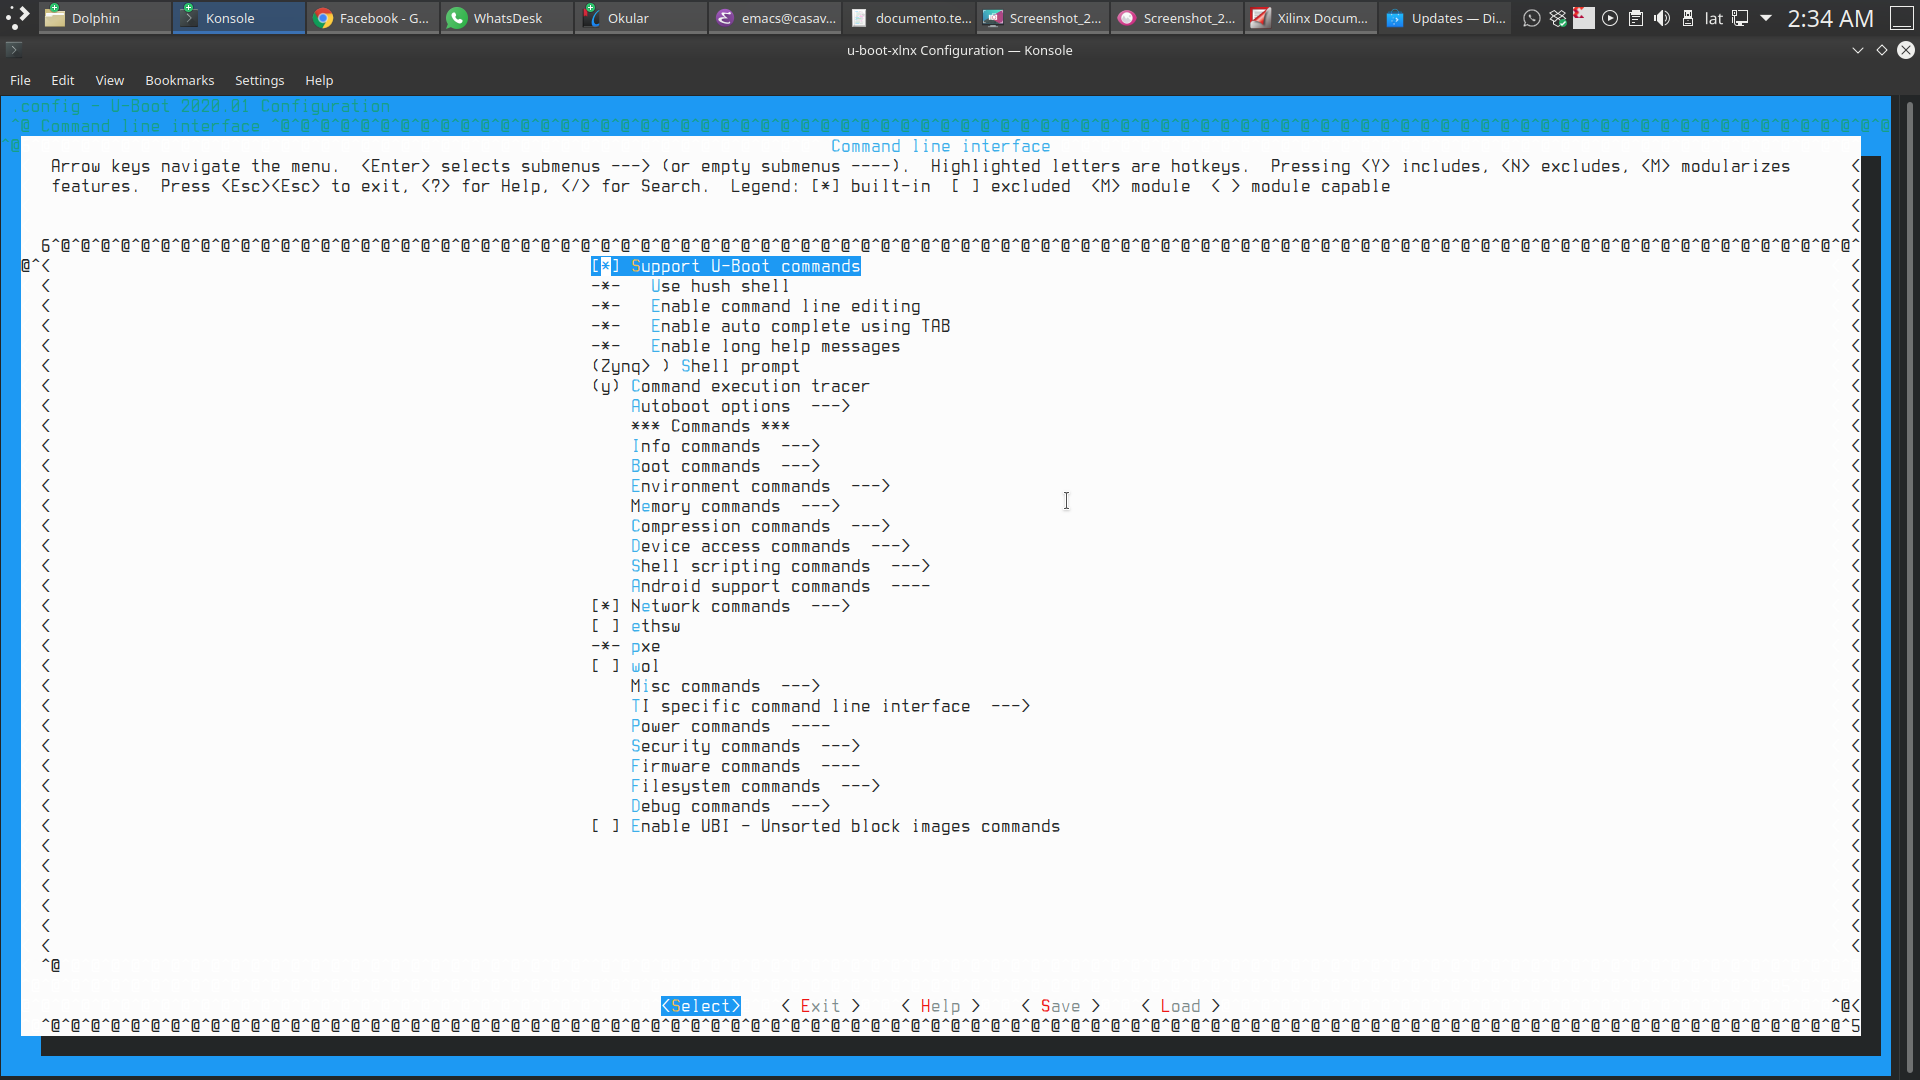 Dolphin Konsole Facebook - G... WhatsDesk Okular emacs@casav... documento.te... Screenshot_2... Screenshot_2... Xilinx Docum... Updates — Di... lat 2:34 AM
u-boot-xlnx Configuration — Konsole
File Edit View Bookmarks Settings Help
.config - U-Boot 2020.01 Configuration
^@ Command line interface
Command line interface
Arrow keys navigate the menu.  <Enter> selects submenus ---> (or empty submenus ----).  Highlighted letters are hotkeys.  Pressing <Y> includes, <N> excludes, <M> modularizes
features.  Press <Esc><Esc> to exit, <?> for Help, </> for Search.  Legend: [*] built-in  [ ] excluded  <M> module  < > module capable
[*] Support U-Boot commands
-*-   Use hush shell
-*-   Enable command line editing
-*-   Enable auto complete using TAB
-*-   Enable long help messages
(Zynq> ) Shell prompt
(y) Command execution tracer
Autoboot options  --->
*** Commands ***
Info commands  --->
Boot commands  --->
Environment commands  --->
Memory commands  --->
Compression commands  --->
Device access commands  --->
Shell scripting commands  --->
Android support commands  ----
[*] Network commands  --->
[ ] ethsw
-*- pxe
[ ] wol
Misc commands  --->
TI specific command line interface  --->
Power commands  ----
Security commands  --->
Firmware commands  ----
Filesystem commands  --->
Debug commands  --->
[ ] Enable UBI - Unsorted block images commands
^@
<Select>    < Exit >    < Help >    < Save >    < Load > ^@<